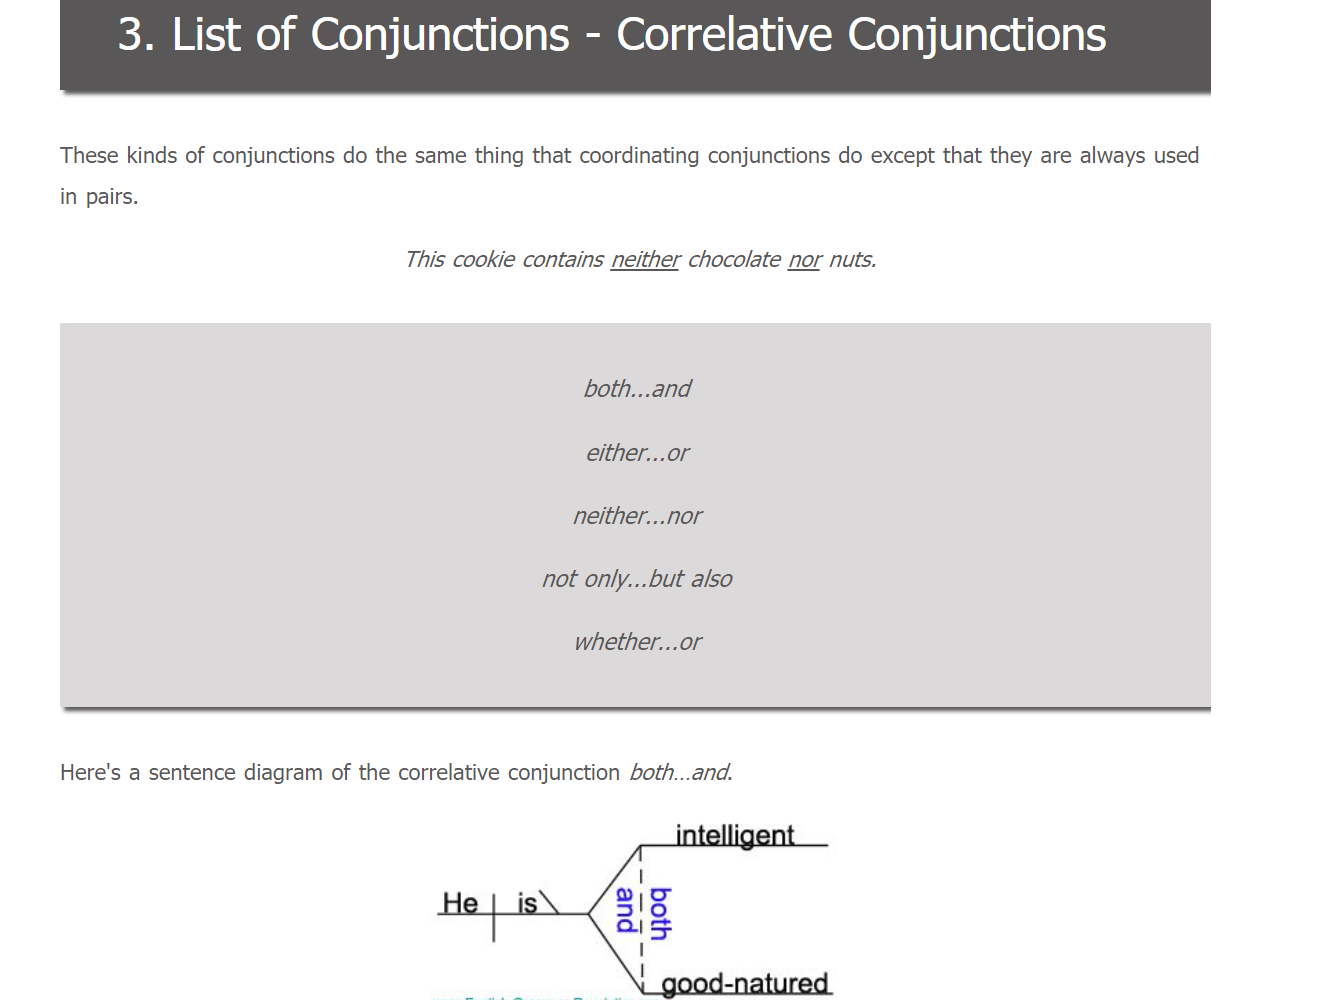 3. List of Conjunctions - Correlative Conjunctions
These kinds of conjunctions do the same thing that coordinating conjunctions do except that they are always used
in pairs.
This cookie contains neither chocolate nor nuts.
both...and
either...or
neither...nor
not only...but also
whether...or
Here's a sentence diagram of the correlative conjunction both...and.
intelligent
He is
both
and
good-natured